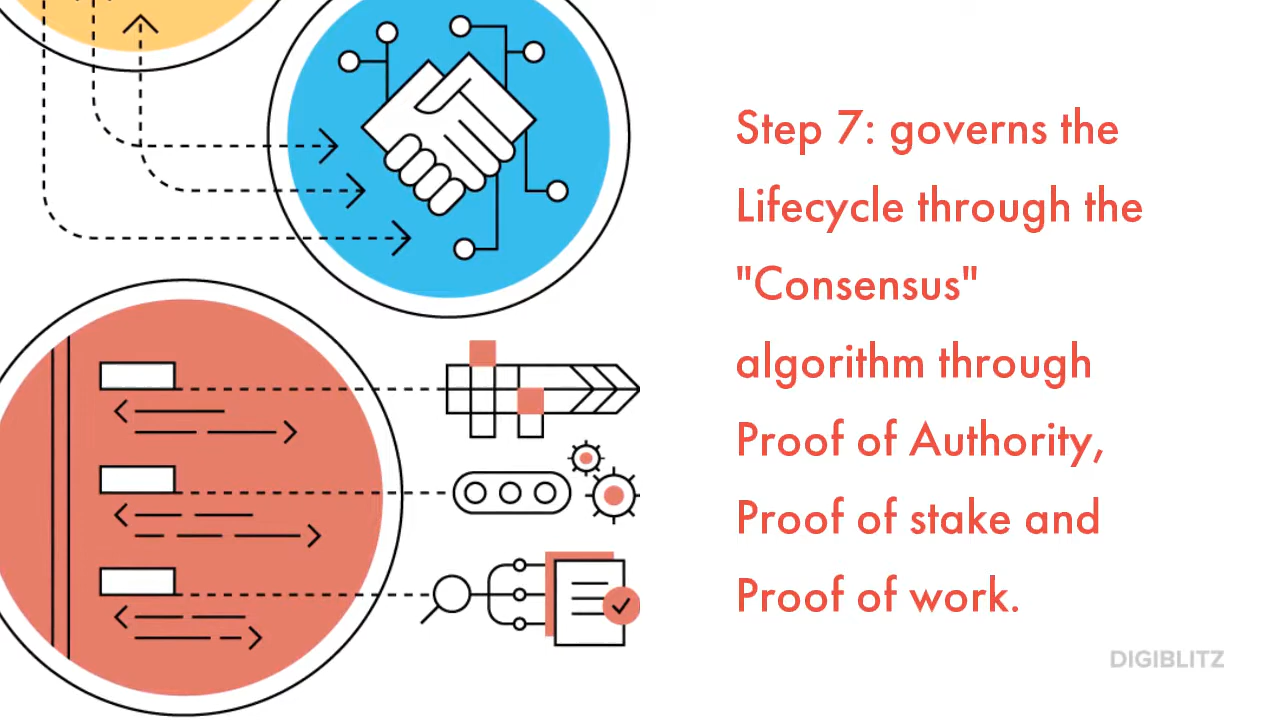 Step 7: governs the
Lifecycle through the
"Consensus"
algorithm through
Proof of Authority,
Proof of stake and
Proof of work.
DIGIBLITZ